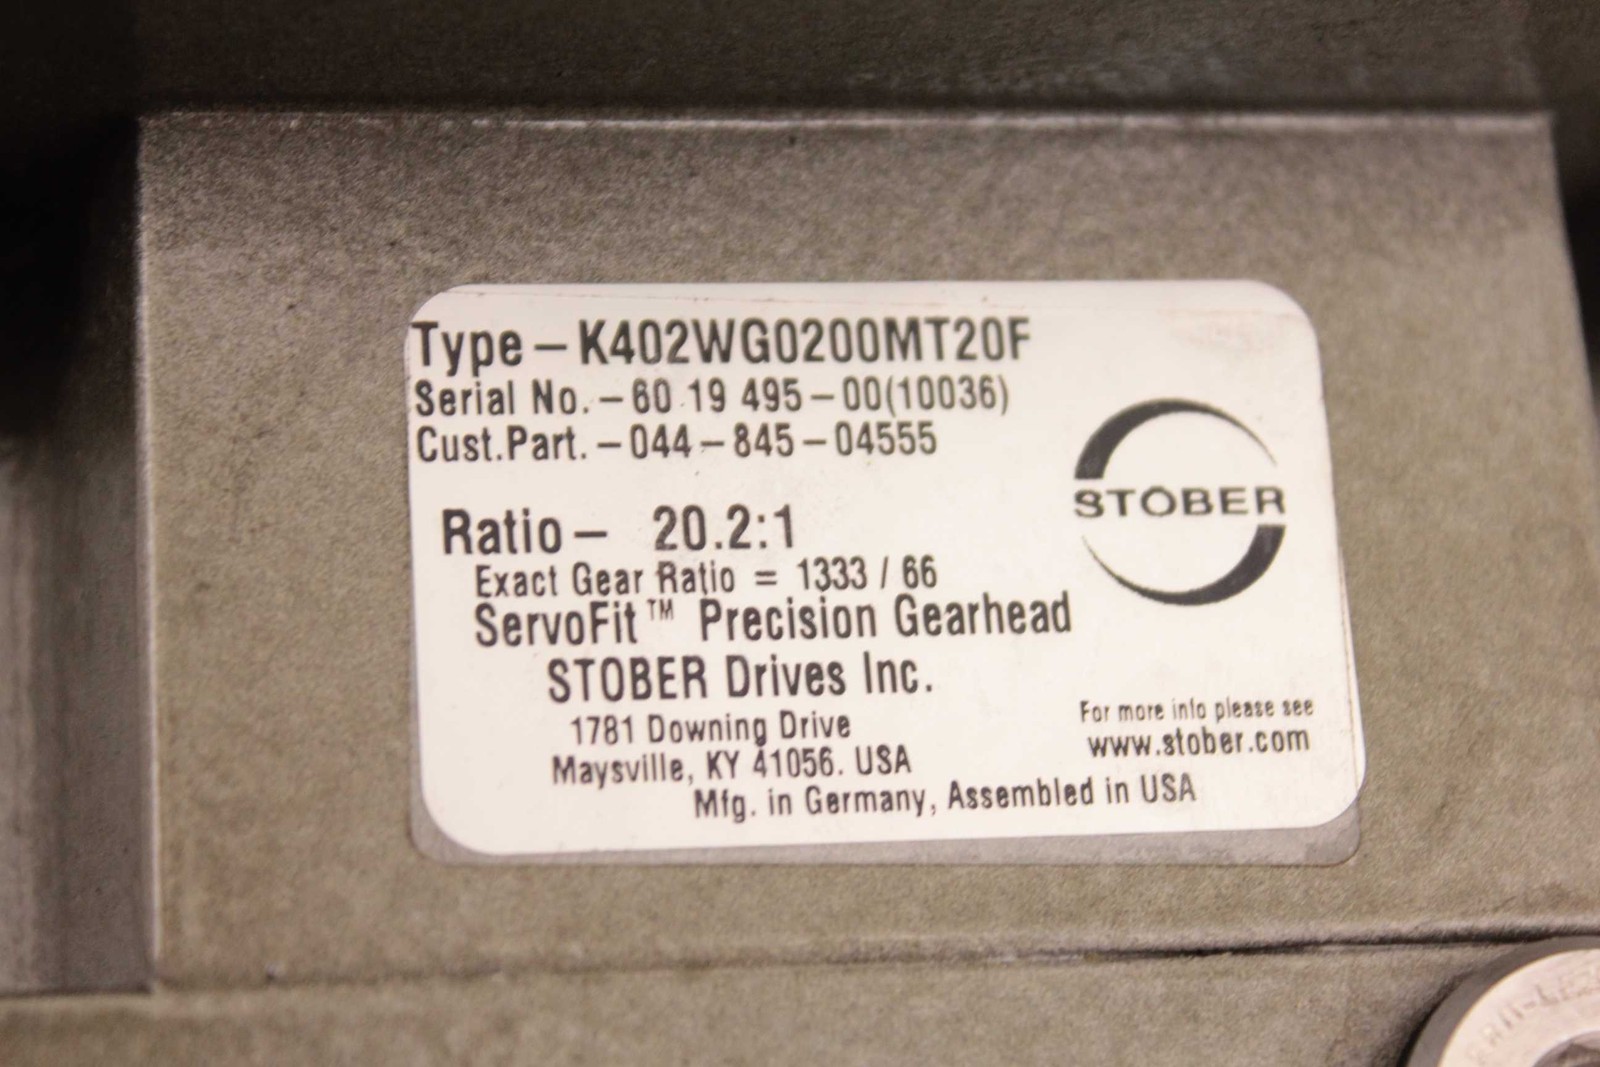 Type – K402WG0200MT20F
Serial No. – 60 19 495 – 00(10036)
Cust.Part. – 044 – 845 – 04555
STOBER
Ratio – 20.2:1
Exact Gear Ratio = 1333 / 66
ServoFit™ Precision Gearhead
STOBER Drives Inc.
1781 Downing Drive
Maysville, KY 41056. USA
For more info please see
www.stober.com
Mfg. in Germany, Assembled in USA